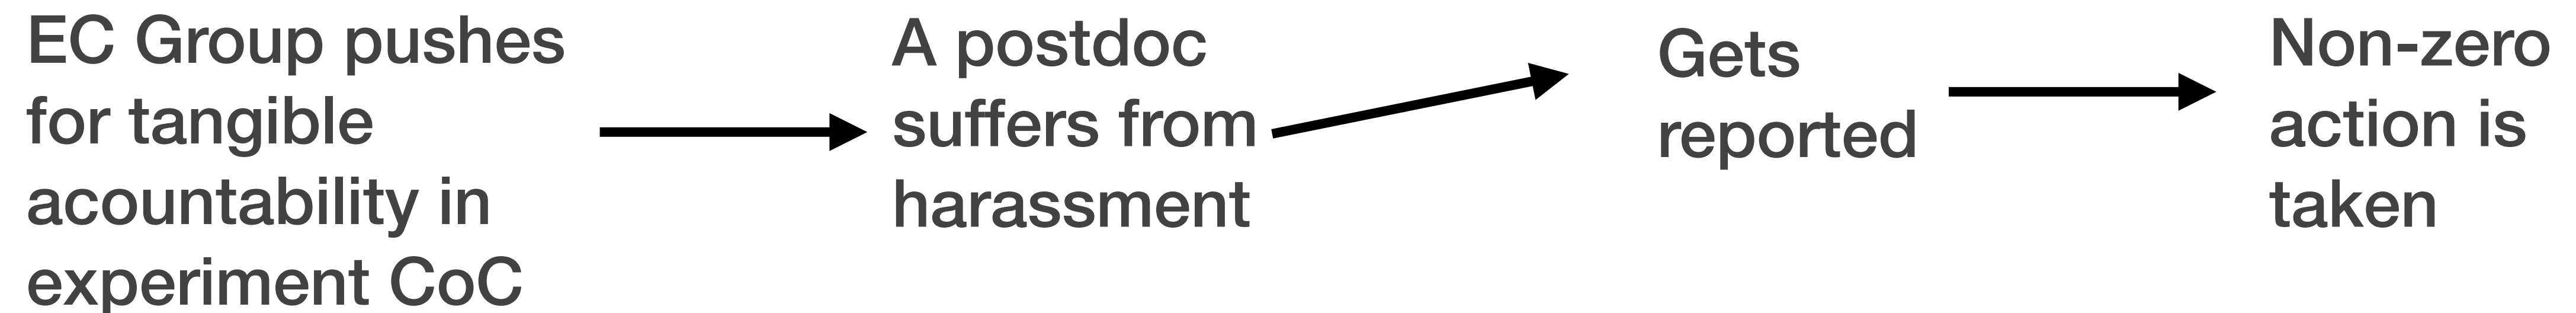 EC Group pushes
for tangible
acountability in
experiment CoC
A postdoc
suffers from
harassment
Gets
reported
Non-zero
action is
taken